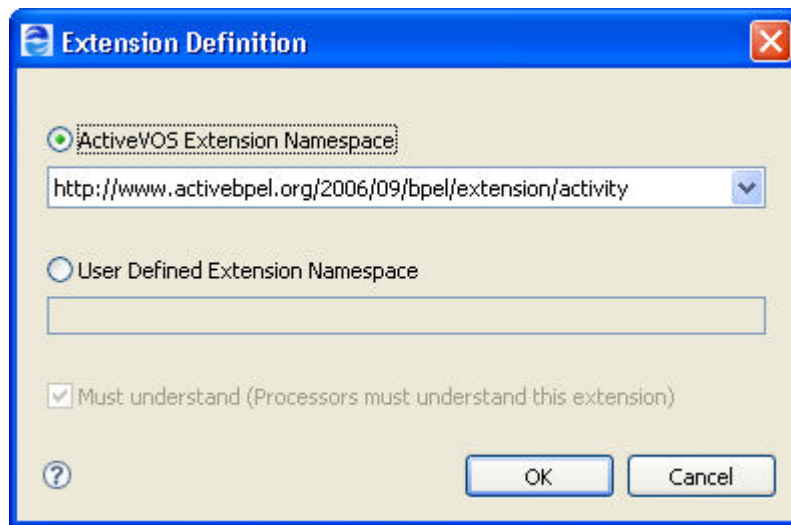 Extension Definition
ActiveVOS Extension Namespace
http://www.activebpel.org/2006/09/bpel/extension/activity
User Defined Extension Namespace
Must understand (Processors must understand this extension)
?
OK
Cancel